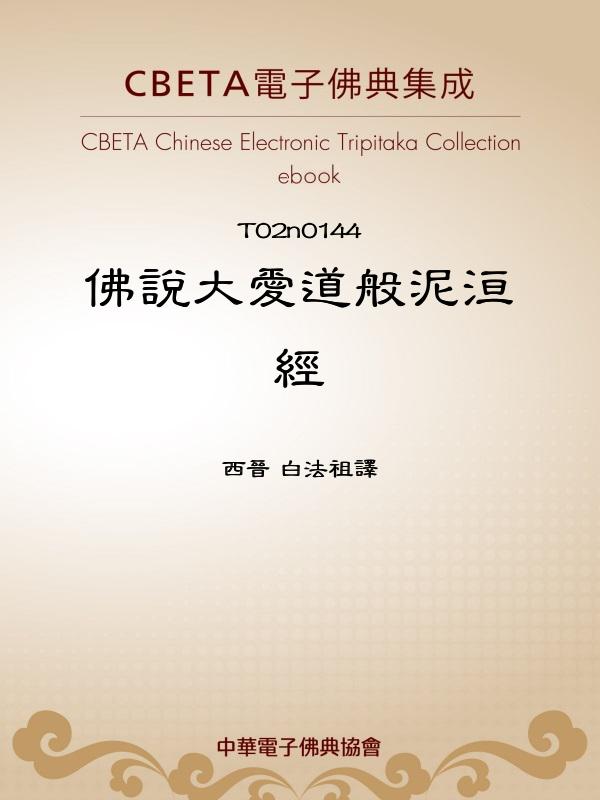 CBETA電子佛典集成
CBETA Chinese Electronic Tripitaka Collection
ebook
T02n0144
佛說大愛道般泥洹
經
西晉 白法祖譯
中華電子佛典協會